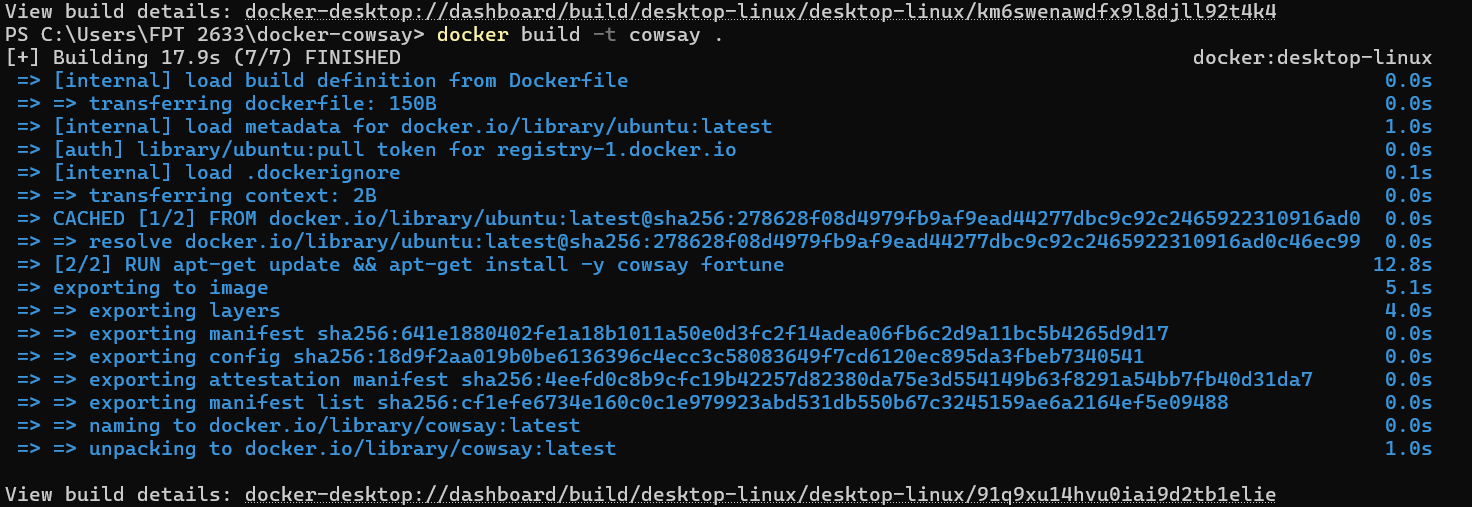 View build details: docker-desktop://dashboard/build/desktop-linux/desktop-linux/km6swenawdfx9l8djll92t4k4
PS C:\Users\FPT 2633\docker-cowsay> docker build -t cowsay .
[+] Building 17.9s (7/7) FINISHED docker:desktop-linux
=> [internal] load build definition from Dockerfile 0.0s
=> => transferring dockerfile: 150B 0.0s
=> [internal] load metadata for docker.io/library/ubuntu:latest 1.0s
=> [auth] library/ubuntu:pull token for registry-1.docker.io 0.0s
=> [internal] load .dockerignore 0.1s
=> => transferring context: 2B 0.0s
=> CACHED [1/2] FROM docker.io/library/ubuntu:latest@sha256:278628f08d4979fb9af9ead44277dbc9c92c2465922310916ad0 0.0s
=> => resolve docker.io/library/ubuntu:latest@sha256:278628f08d4979fb9af9ead44277dbc9c92c2465922310916ad0c46ec99 0.0s
=> [2/2] RUN apt-get update && apt-get install -y cowsay fortune 12.8s
=> exporting to image 5.1s
=> => exporting layers 4.0s
=> => exporting manifest sha256:641e1880402fe1a18b1011a50e0d3fc2f14adea06fb6c2d9a11bc5b4265d9d17 0.0s
=> => exporting config sha256:18d9f2aa019b0be6136396c4ecc3c58083649f7cd6120ec895da3fbeb7340541 0.0s
=> => exporting attestation manifest sha256:4eefd0c8b9cfc19b42257d82380da75e3d554149b63f8291a54bb7fb40d31da7 0.0s
=> => exporting manifest list sha256:cf1efe6734e160c0c1e979923abd531db550b67c3245159ae6a2164ef5e09488 0.0s
=> => naming to docker.io/library/cowsay:latest 0.0s
=> => unpacking to docker.io/library/cowsay:latest 1.0s
View build details: docker-desktop://dashboard/build/desktop-linux/desktop-linux/91q9xu14hvu0iai9d2tb1elie